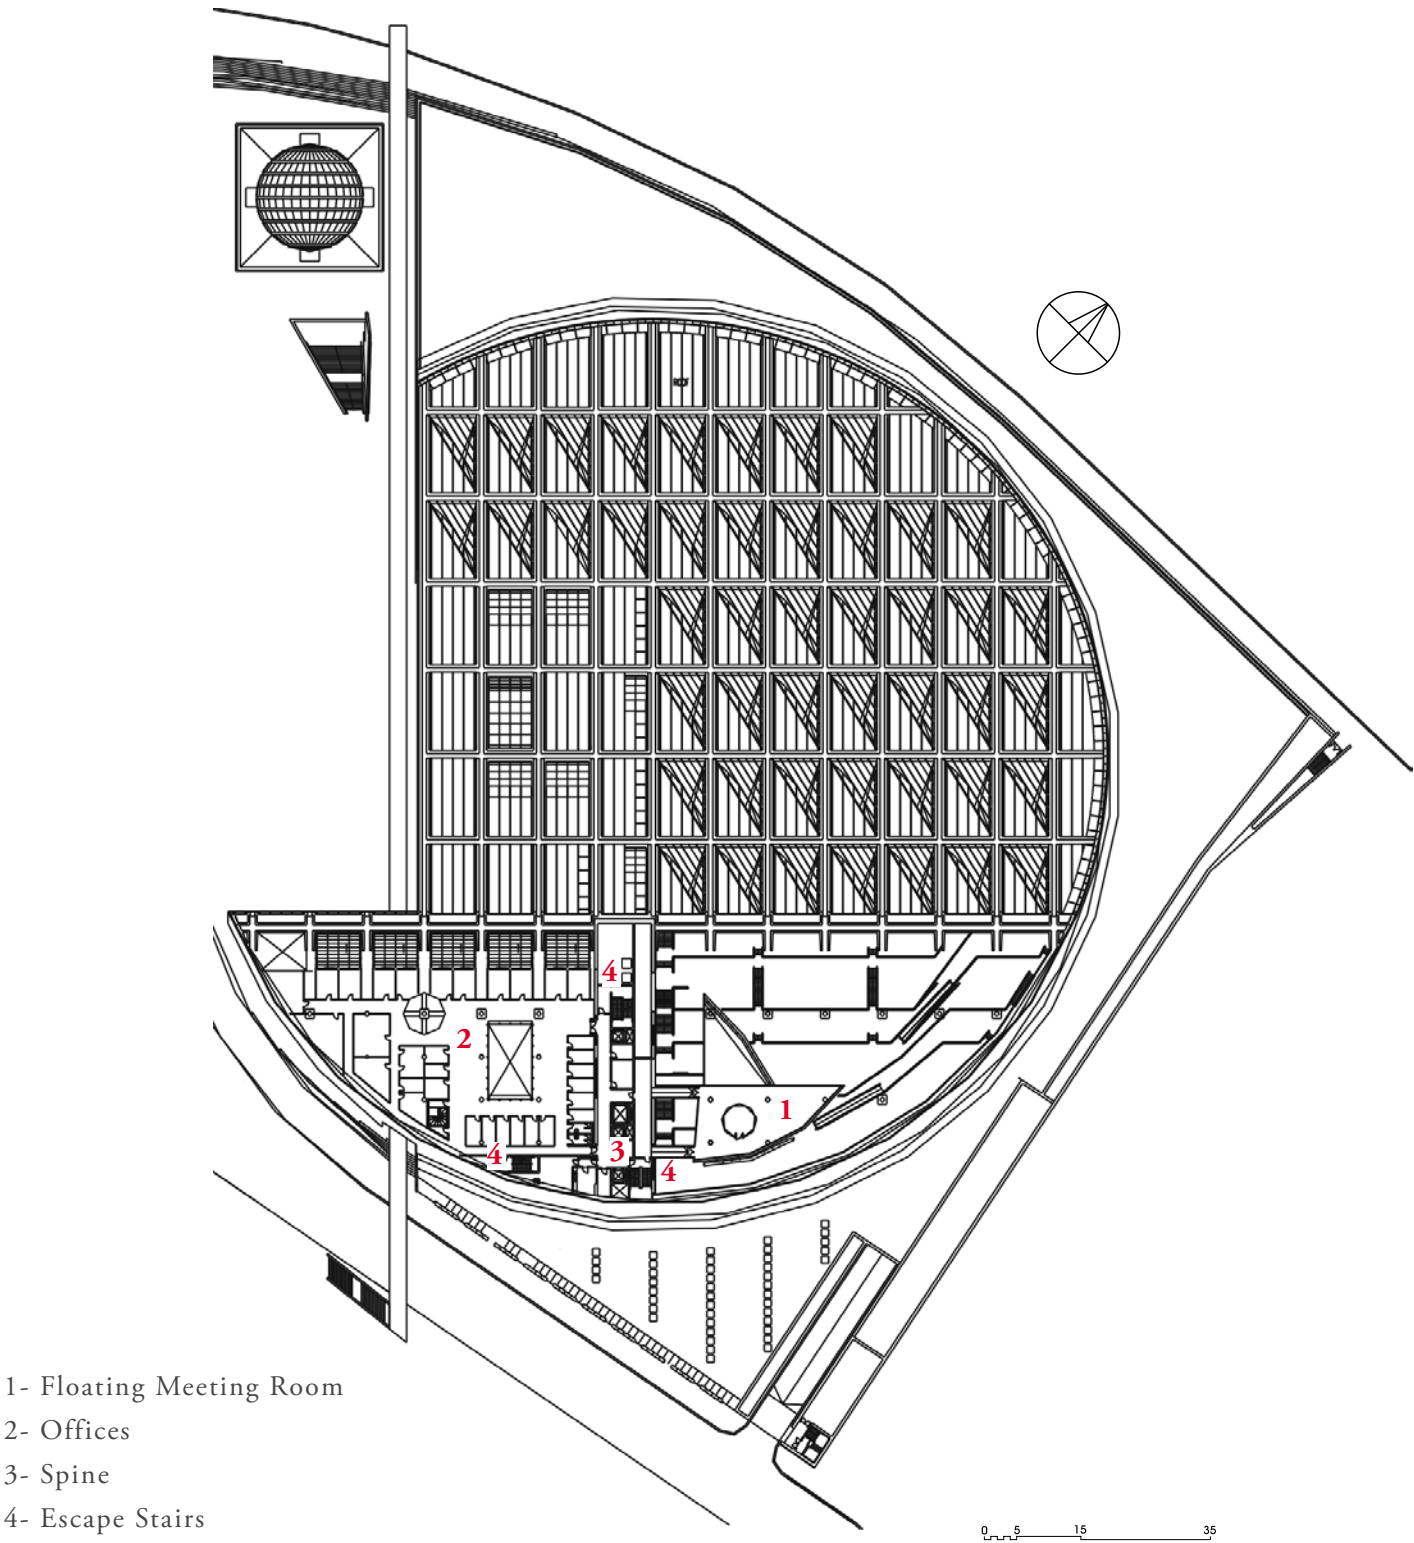 4
2
1
4
3
4
1- Floating Meeting Room
2- Offices
3- Spine
4- Escape Stairs
0 5 15 35